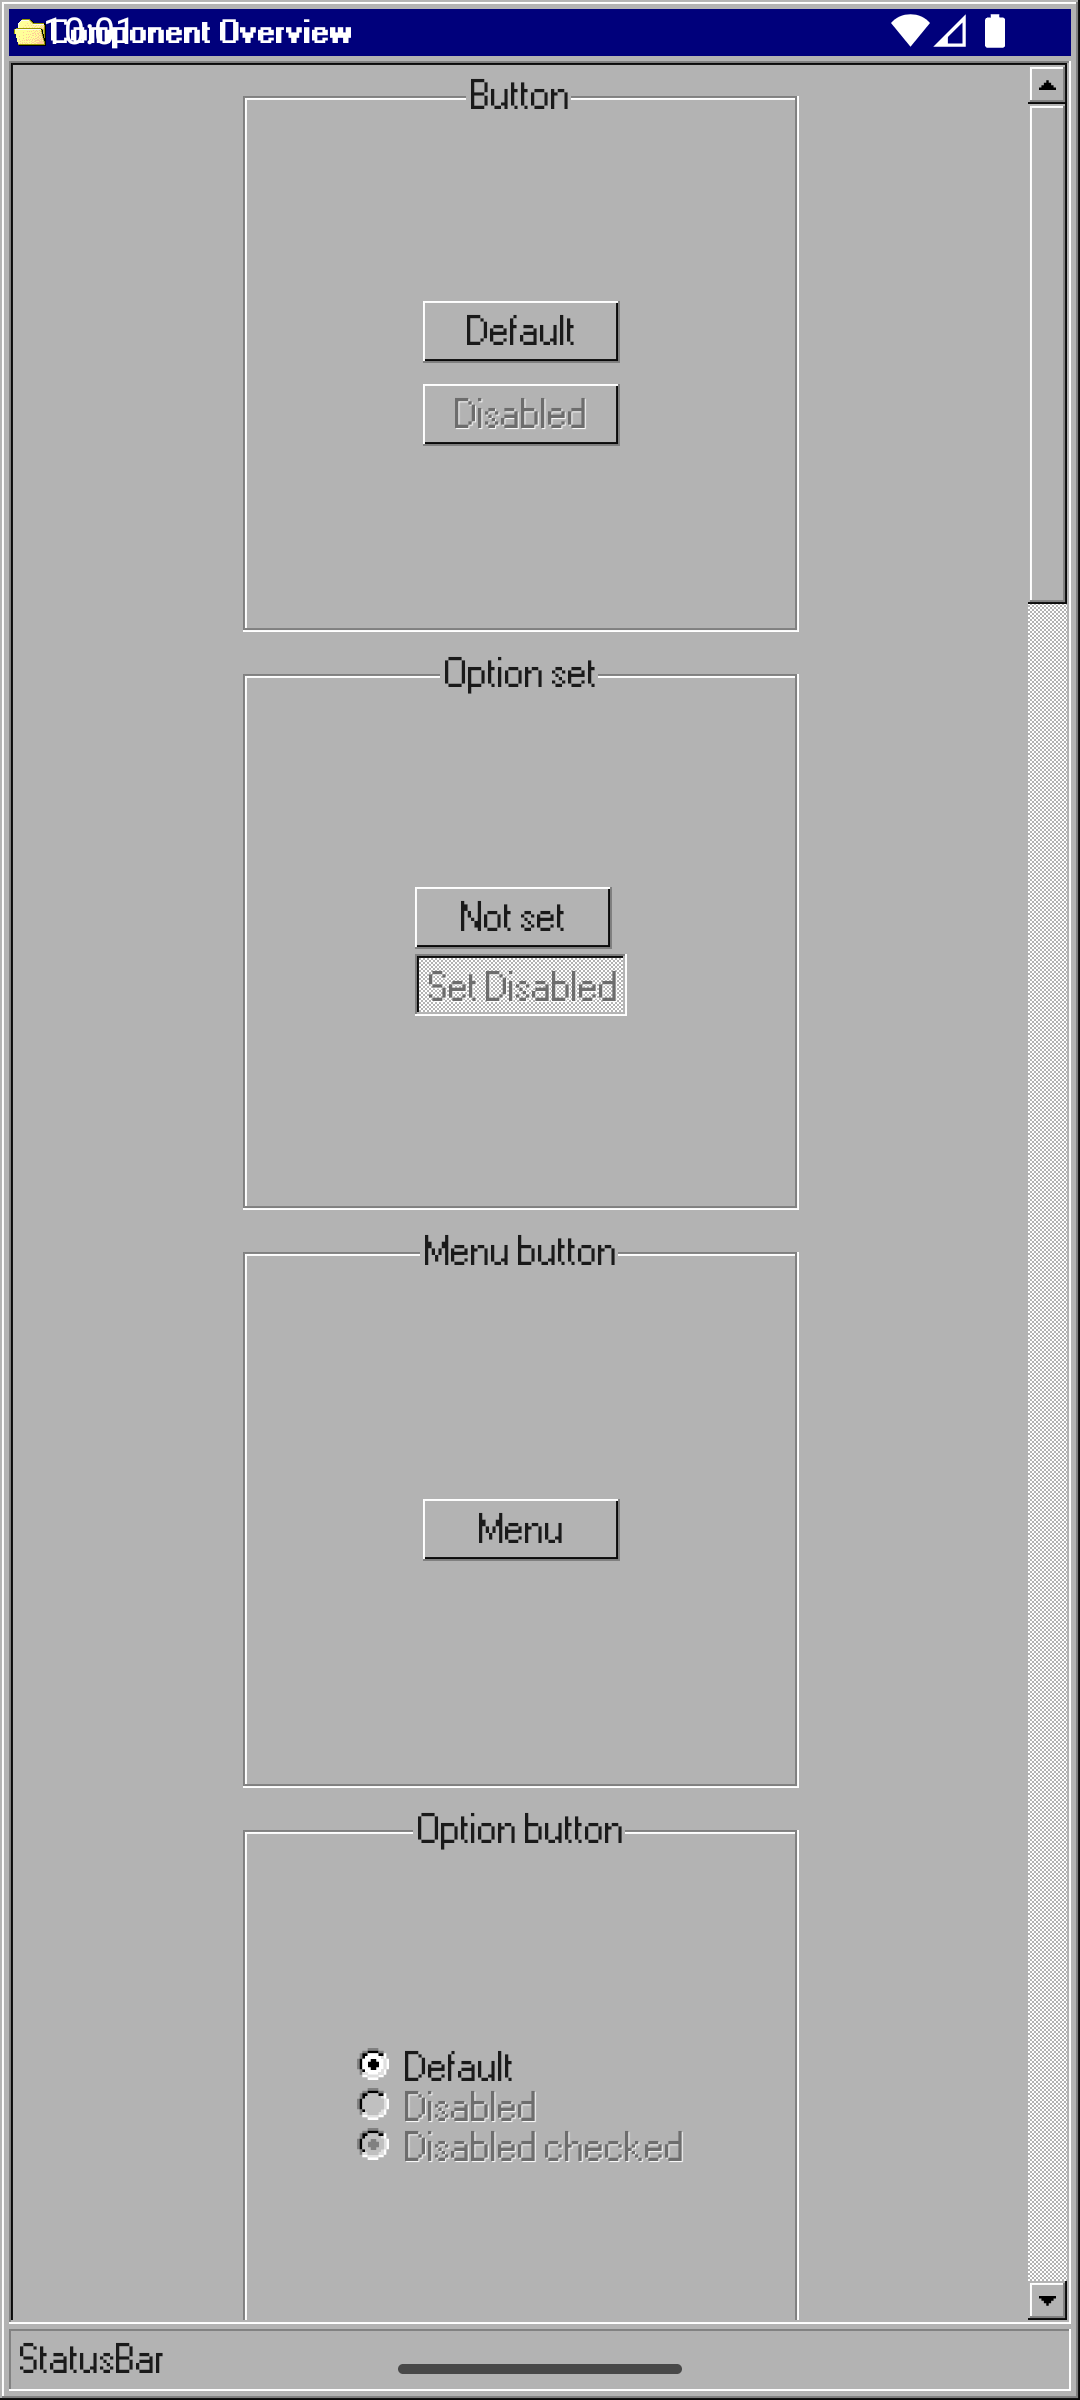 10:01
Component Overview
Button
Default
Disabled
Option set
Not set
Set Disabled
Menu button
Menu
Option button
Default
Disabled
Disabled checked
StatusBar